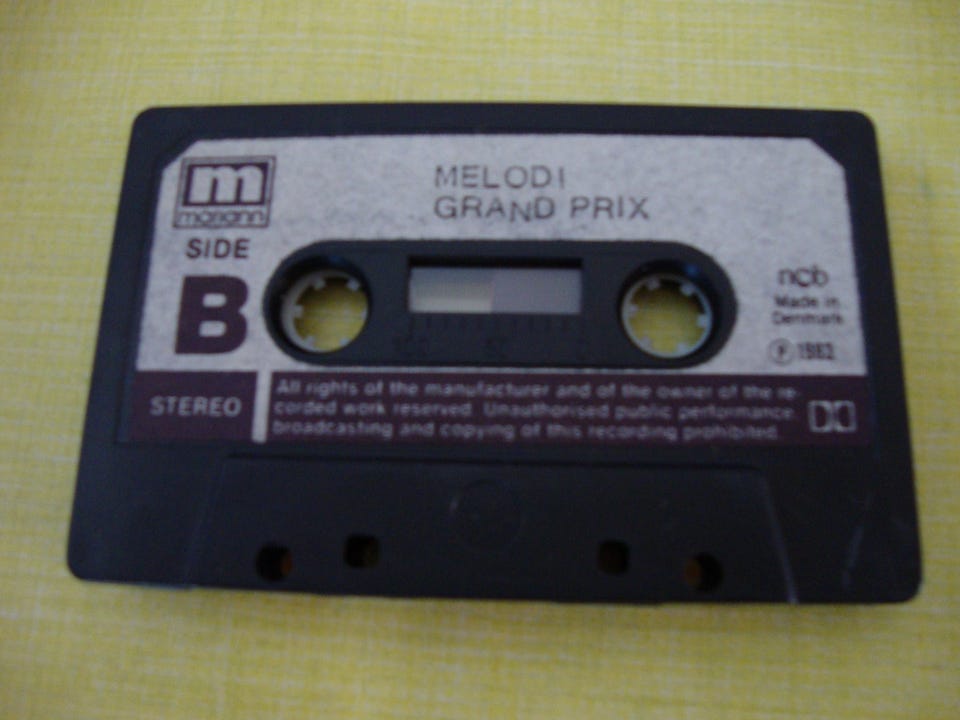 m
mariann
SIDE
B
MELODI
GRAND PRIX
ncb
Made in
Denmark
Ⓟ 1983
STEREO
All rights of the manufacturer and of the owner of the re-
corded work reserved. Unauthorised public performance,
broadcasting and copying of this recording prohibited.